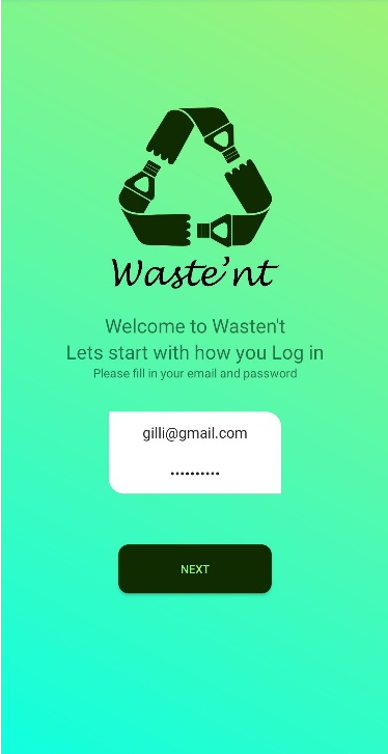 Waste'nt
Welcome to Wasten't
Lets start with how you Log in
Please fill in your email and password
gilli@gmail.com
••••••••••
NEXT